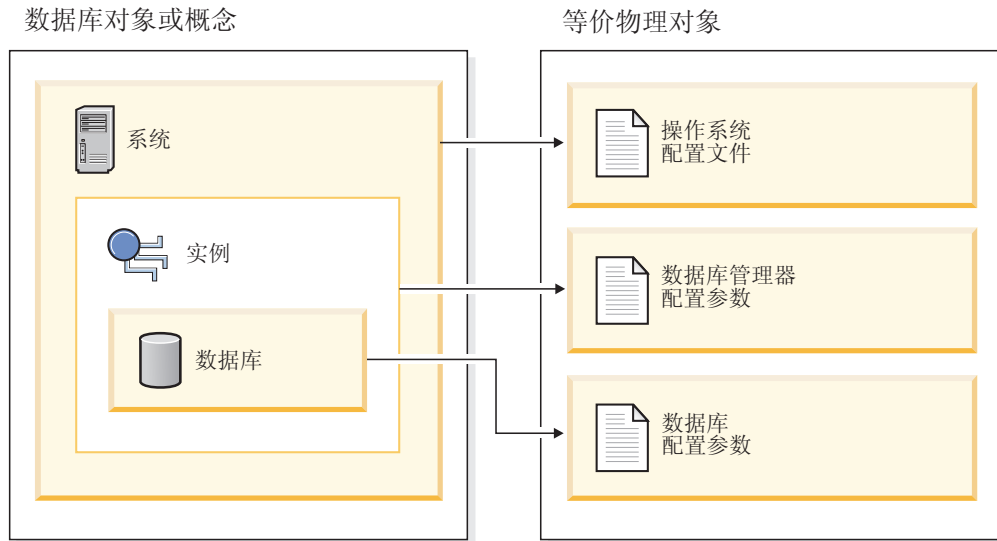 数据库对象或概念
等价物理对象
系统
操作系统
配置文件
实例
数据库管理器
配置参数
数据库
数据库
配置参数